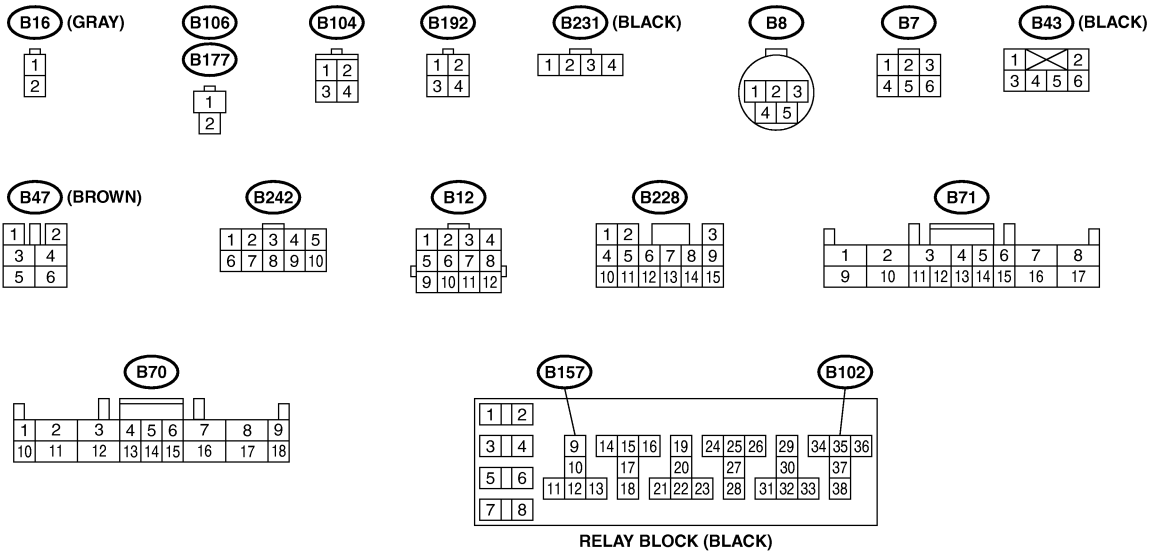 B16 (GRAY) B106 B104 B192 B231 (BLACK) B8 B7 B43 (BLACK)
B177
1
2
1
2
1 2
3 4
1 2
3 4
1 2 3 4
1 2 3
4 5
1 2 3
4 5 6
1 2
3 4 5 6
B47 (BROWN) B242 B12 B228 B71
1 2
3 4
5 6
1 2 3 4 5
6 7 8 9 10
1 2 3 4
5 6 7 8
9 10 11 12
1 2 3
4 5 6 7 8 9
10 11 12 13 14 15
1 2 3 4 5 6 7 8
9 10 11 12 13 14 15 16 17
B70 B157 B102
1 2 3 4 5 6 7 8 9
10 11 12 13 14 15 16 17 18
1 2
3 4
5 6
7 8
9
10
11 12 13
14 15 16
17
18
19
20
21 22 23
24 25 26
27
28
29
30
31 32 33
34 35 36
37
38
RELAY BLOCK (BLACK)